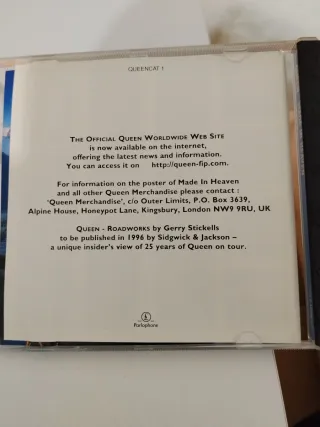 QUEENCAT 1
THE OFFICIAL QUEEN WORLDWIDE WEB SITE
is now available on the internet,
offering the latest news and information.
You can access it on http://queen-fip.com.
For information on the poster of Made In Heaven
and all other Queen Merchandise please contact :
'Queen Merchandise', c/o Outer Limits, P.O. Box 3639,
Alpine House, Honeypot Lane, Kingsbury, London NW9 9RU, UK
QUEEN - ROADWORKS by Gerry Stickells
to be published in 1996 by Sidgwick & Jackson –
a unique insider's view of 25 years of Queen on tour.
Parlophone